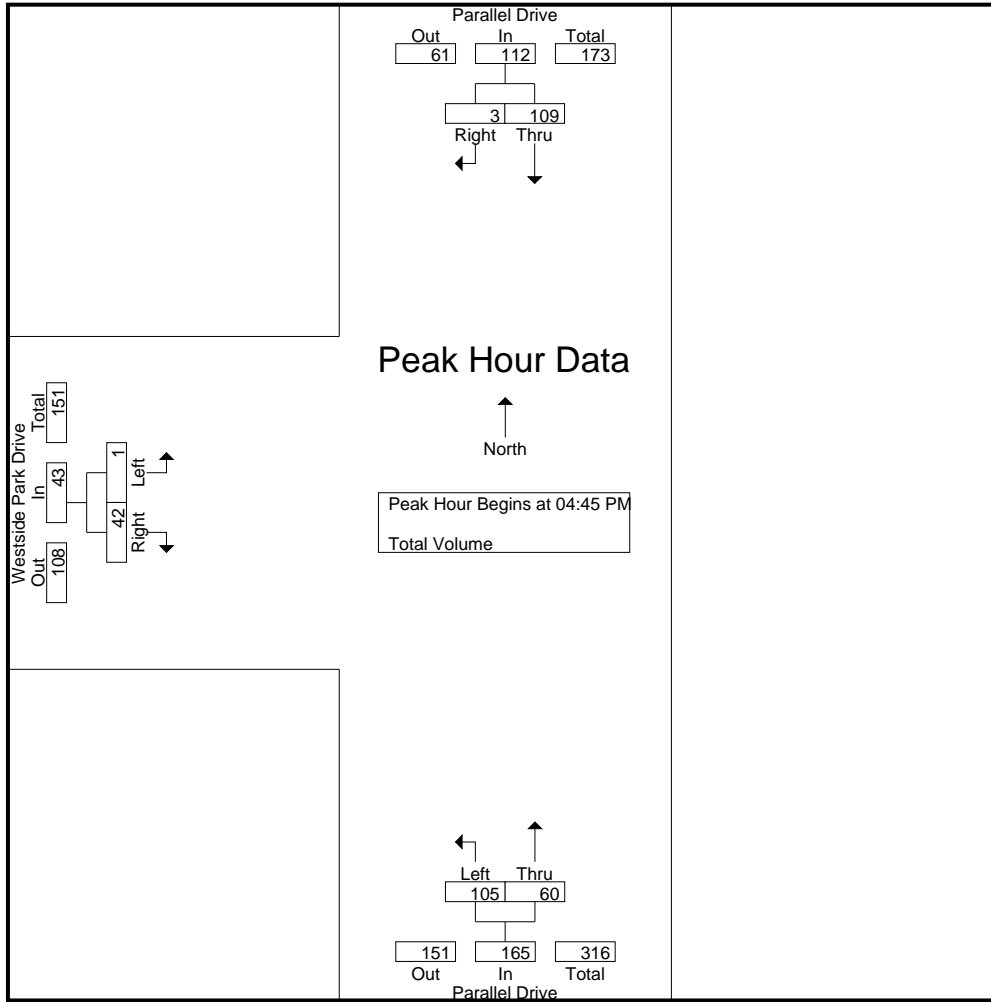 Parallel Drive
Out In Total
61 112 173
3 109
Right Thru
Peak Hour Data
North
Peak Hour Begins at 04:45 PM
Total Volume
Westside Park Drive
Out In Total
108 43 151
42 1
Right Left
Left Thru
105 60
151 165 316
Out In Total
Parallel Drive